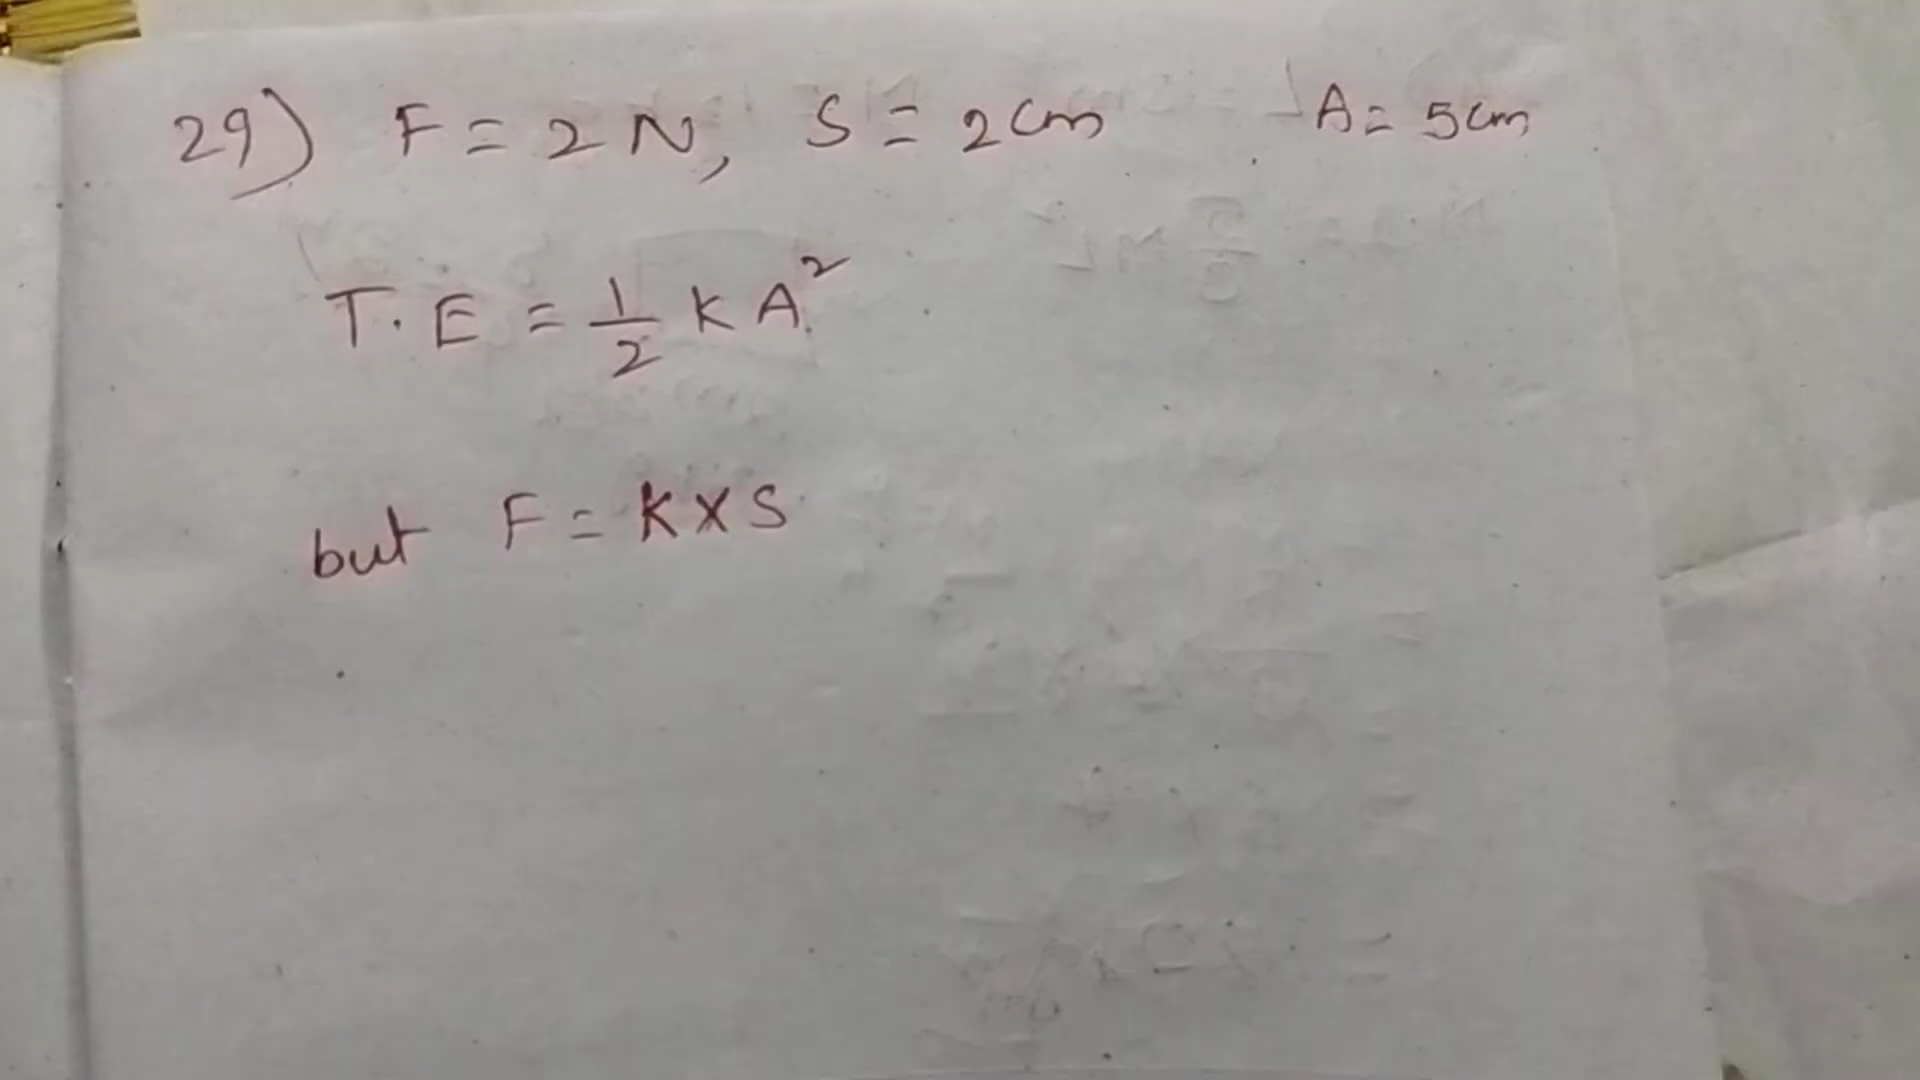 29) F = 2 N, S = 2 cm A = 5 cm
T.E = 1/2 K A²
but F = K × S